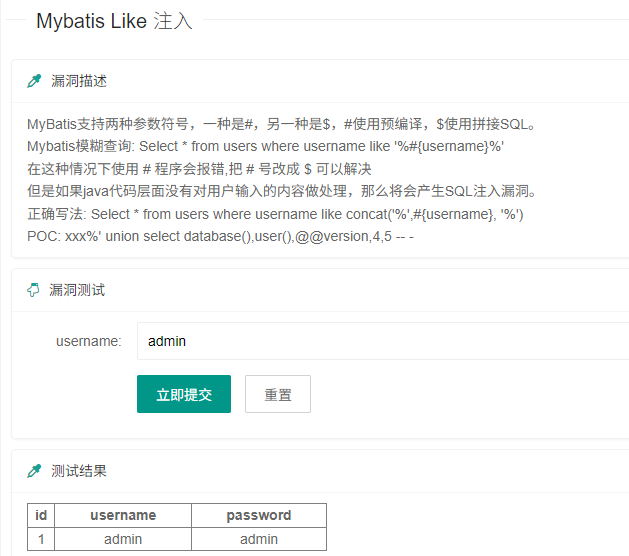 Mybatis Like 注入
漏洞描述
MyBatis支持两种参数符号，一种是#，另一种是$，#使用预编译，$使用拼接SQL。
Mybatis模糊查询: Select * from users where username like '%#{username}%'
在这种情况下使用 # 程序会报错,把 # 号改成 $ 可以解决
但是如果java代码层面没有对用户输入的内容做处理，那么将会产生SQL注入漏洞。
正确写法: Select * from users where username like concat('%',#{username}, '%')
POC: xxx%' union select database(),user(),@@version,4,5 -- -
漏洞测试
username: admin
立即提交 重置
测试结果
id username password
1 admin admin